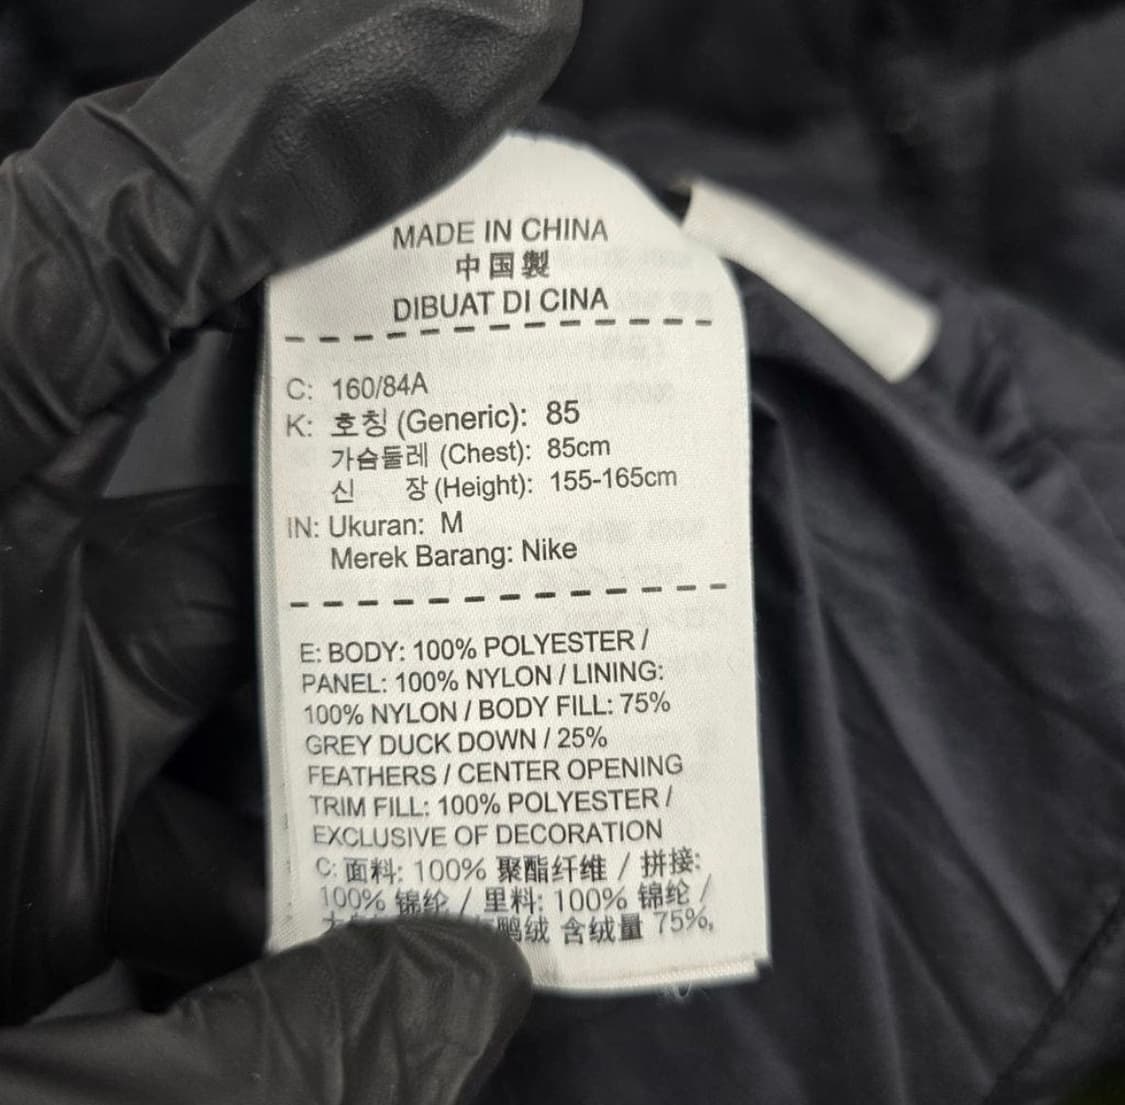 MADE IN CHINA
中国製
DIBUAT DI CINA
C: 160/84A
K: 호칭 (Generic): 85
가슴둘레 (Chest): 85cm
신 장 (Height): 155-165cm
IN: Ukuran: M
Merek Barang: Nike
E: BODY: 100% POLYESTER /
PANEL: 100% NYLON / LINING:
100% NYLON / BODY FILL: 75%
GREY DUCK DOWN / 25%
FEATHERS / CENTER OPENING
TRIM FILL: 100% POLYESTER /
EXCLUSIVE OF DECORATION
C: 面料: 100% 聚酯纤维 / 拼接:
100% 锦纶 / 里料: 100% 锦纶 /
鸭绒 含绒量 75%,